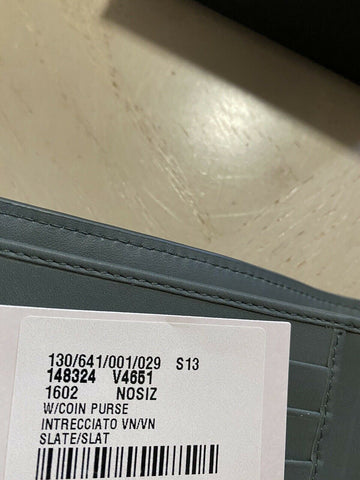 130/641/001/029 S13
148324 V4651
1602 NOSIZ
W/COIN PURSE
INTRECCIATO VN/VN
SLATE/SLAT